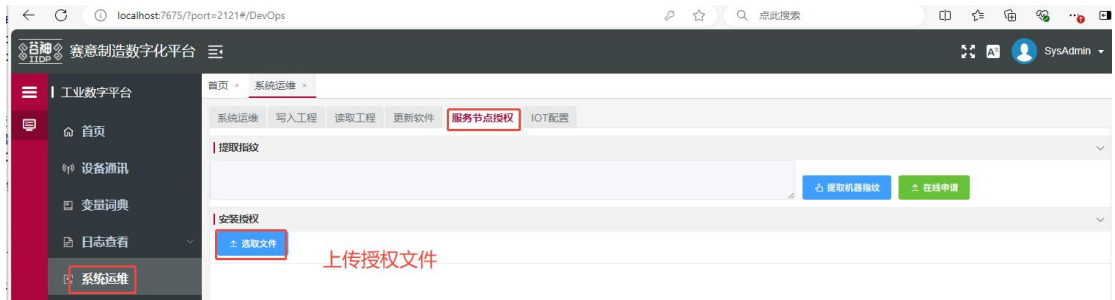 localhost:7675/?port=2121#/DevOps
点此搜索
谷神
IIDP
赛意制造数字化平台
SysAdmin
工业数字平台
首页 ×
系统运维 ×
首页
设备通讯
变量词典
日志查看
系统运维
系统运维
写入工程
读取工程
更新软件
服务节点授权
IOT配置
提取指纹
提取机器指纹
在线申请
安装授权
选取文件
上传授权文件